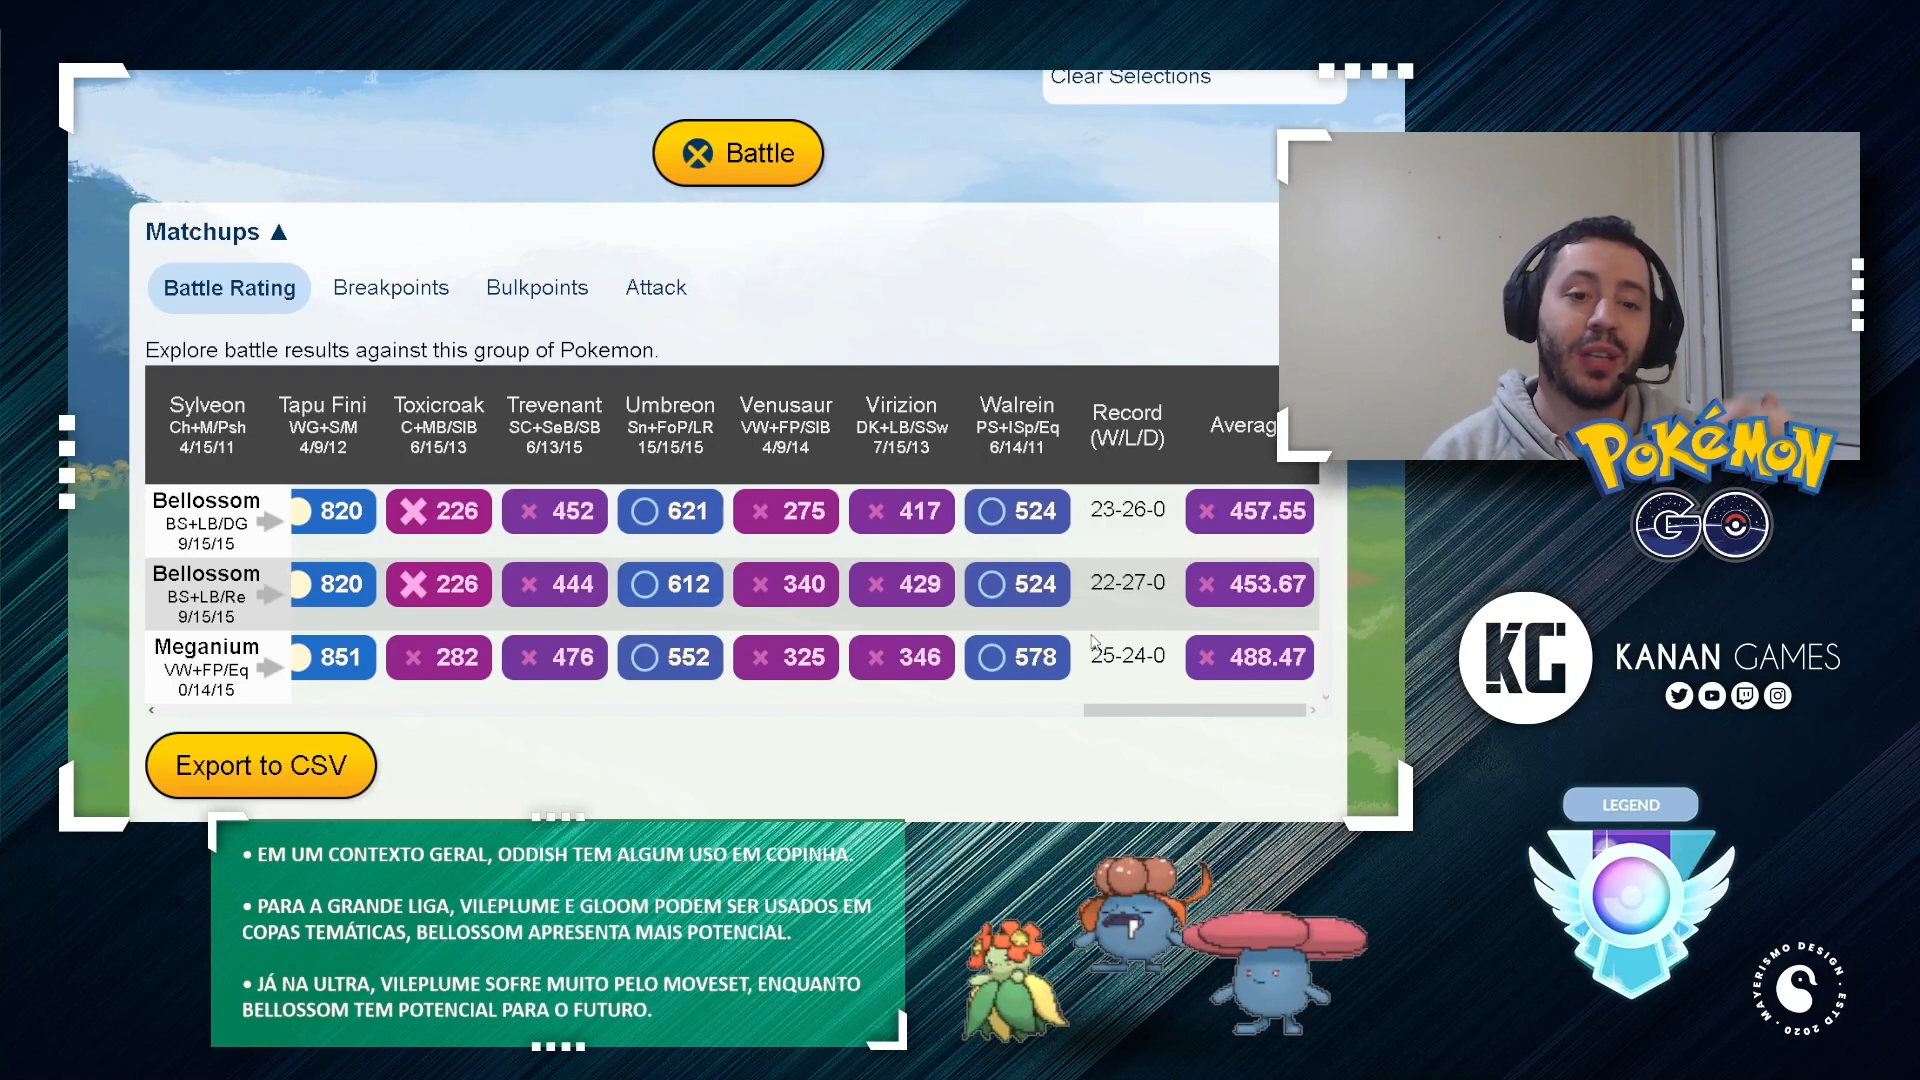 Clear Selections
Battle
Matchups ▲
Battle Rating Breakpoints Bulkpoints Attack
Explore battle results against this group of Pokemon.
Sylveon Tapu Fini Toxicroak Trevenant Umbreon Venusaur Virizion Walrein Record Averag
Ch+M/Psh WG+S/M C+MB/SlB SC+SeB/SB Sn+FoP/LR VW+FP/SlB DK+LB/SSw PS+ISp/Eq (W/L/D)
4/15/11 4/9/12 6/15/13 6/13/15 15/15/15 4/9/14 7/15/13 6/14/11
Bellossom
BS+LB/DG
9/15/15
820 226 452 621 275 417 524 23-26-0 457.55
Bellossom
BS+LB/Re
9/15/15
820 226 444 612 340 429 524 22-27-0 453.67
Meganium
VW+FP/Eq
0/14/15
851 282 476 552 325 346 578 25-24-0 488.47
Export to CSV
POKéMON
GO
KG
KANAN GAMES
LEGEND
MAYERISMO DESIGN · ESTD 2020 ·
• EM UM CONTEXTO GERAL, ODDISH TEM ALGUM USO EM COPINHA.
• PARA A GRANDE LIGA, VILEPLUME E GLOOM PODEM SER USADOS EM
COPAS TEMÁTICAS, BELLOSSOM APRESENTA MAIS POTENCIAL.
• JÁ NA ULTRA, VILEPLUME SOFRE MUITO PELO MOVESET, ENQUANTO
BELLOSSOM TEM POTENCIAL PARA O FUTURO.